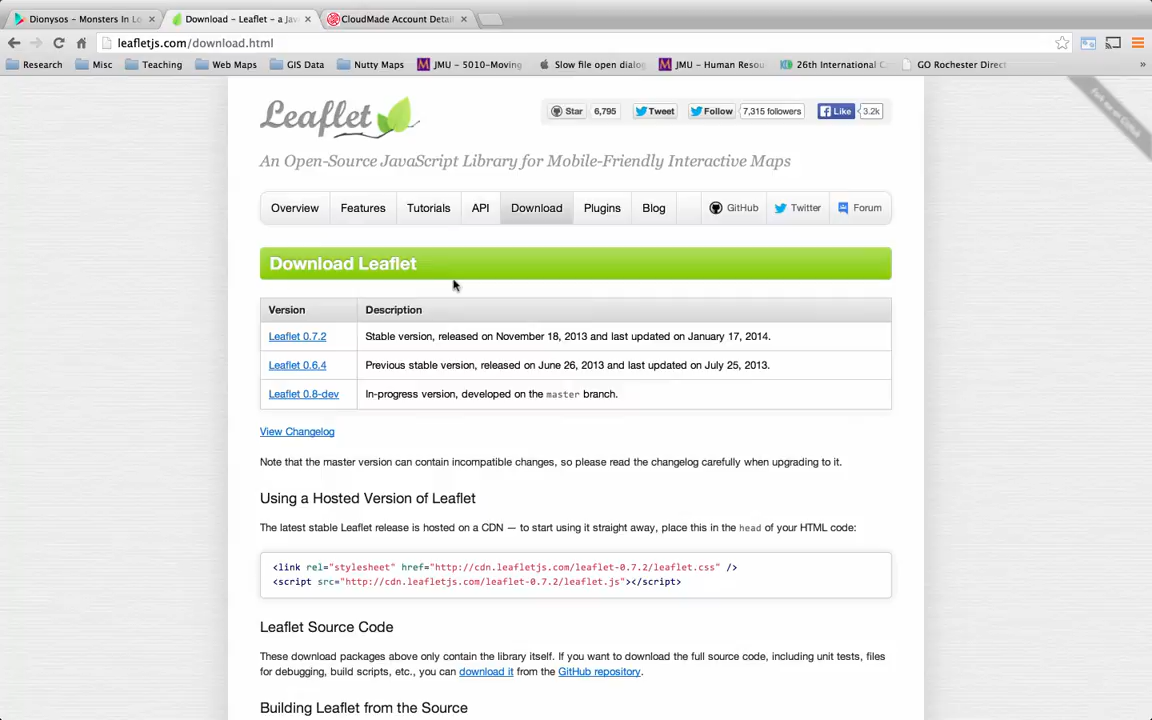 Dionysos - Monsters In Lo
Download - Leaflet - a Jav
CloudMade Account Detail
leafletjs.com/download.html
Research
Misc
Teaching
Web Maps
GIS Data
Nutty Maps
JMU - 5010-Moving
Slow file open dialog
JMU - Human Resou
26th International C
GO Rochester Direct
»
Fork me on GitHub
Leaflet
Star 6,795
Tweet
Follow 7,315 followers
Like 3.2k
An Open-Source JavaScript Library for Mobile-Friendly Interactive Maps
Overview Features Tutorials API Download Plugins Blog GitHub Twitter Forum
Download Leaflet
Version Description
Leaflet 0.7.2 Stable version, released on November 18, 2013 and last updated on January 17, 2014.
Leaflet 0.6.4 Previous stable version, released on June 26, 2013 and last updated on July 25, 2013.
Leaflet 0.8-dev In-progress version, developed on the master branch.
View Changelog
Note that the master version can contain incompatible changes, so please read the changelog carefully when upgrading to it.
Using a Hosted Version of Leaflet
The latest stable Leaflet release is hosted on a CDN — to start using it straight away, place this in the head of your HTML code:
<link rel="stylesheet" href="http://cdn.leafletjs.com/leaflet-0.7.2/leaflet.css" />
<script src="http://cdn.leafletjs.com/leaflet-0.7.2/leaflet.js"></script>
Leaflet Source Code
These download packages above only contain the library itself. If you want to download the full source code, including unit tests, files
for debugging, build scripts, etc., you can download it from the GitHub repository.
Building Leaflet from the Source